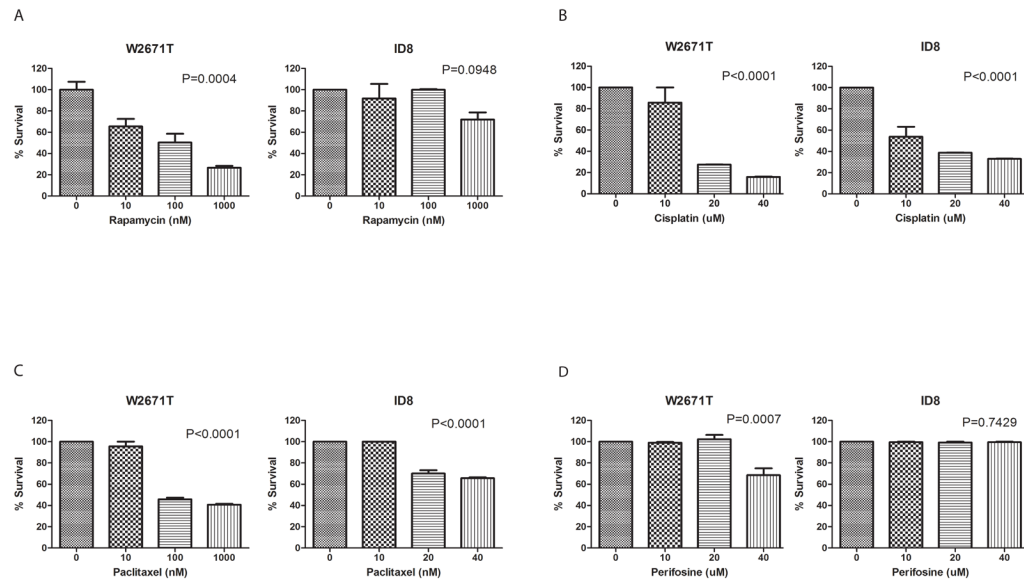 A
W2671T
P=0.0004
% Survival
120
100
80
60
40
20
0
0 10 100 1000
Rapamycin (nM)
ID8
P=0.0948
% Survival
120
100
80
60
40
20
0
0 10 100 1000
Rapamycin (nM)
B
W2671T
P<0.0001
% Survival
120
100
80
60
40
20
0
0 10 20 40
Cisplatin (uM)
ID8
P<0.0001
% Survival
120
100
80
60
40
20
0
0 10 20 40
Cisplatin (uM)
C
W2671T
P<0.0001
% Survival
120
100
80
60
40
20
0
0 10 100 1000
Paclitaxel (nM)
ID8
P<0.0001
% Survival
120
100
80
60
40
20
0
0 10 20 40
Paclitaxel (nM)
D
W2671T
P=0.0007
% Survival
120
100
80
60
40
20
0
0 10 20 40
Perifosine (uM)
ID8
P=0.7429
% Survival
120
100
80
60
40
20
0
0 10 20 40
Perifosine (uM)